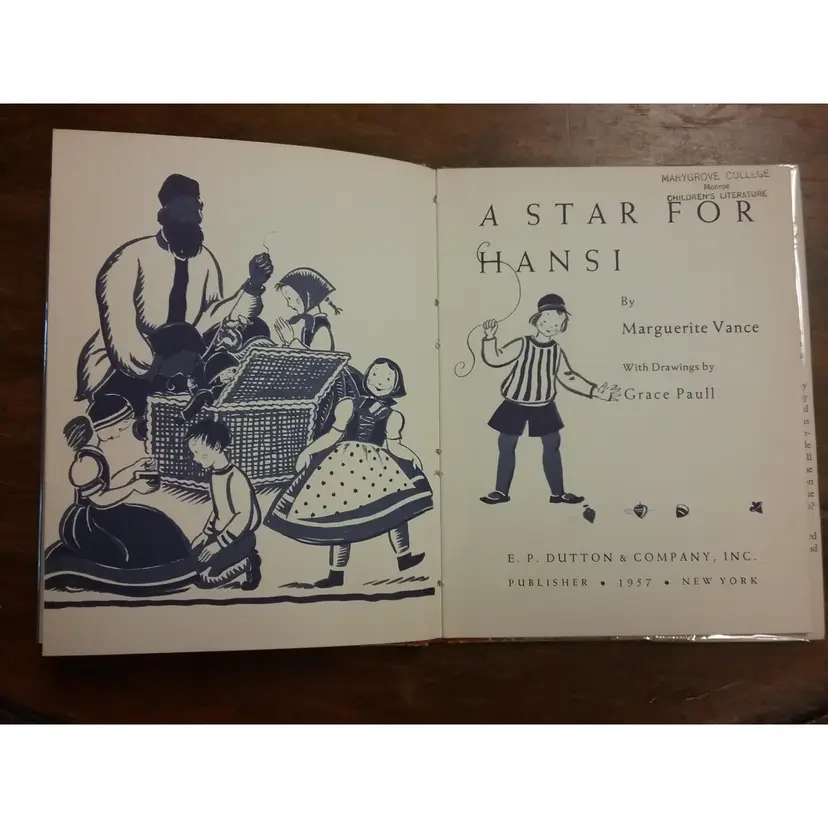 MARYGROVE COLLEGE
Monroe
CHILDREN'S LITERATURE
A STAR FOR
HANSI
By
Marguerite Vance
With Drawings by
Grace Paull
E. P. DUTTON & COMPANY, INC.
PUBLISHER • 1957 • NEW YORK